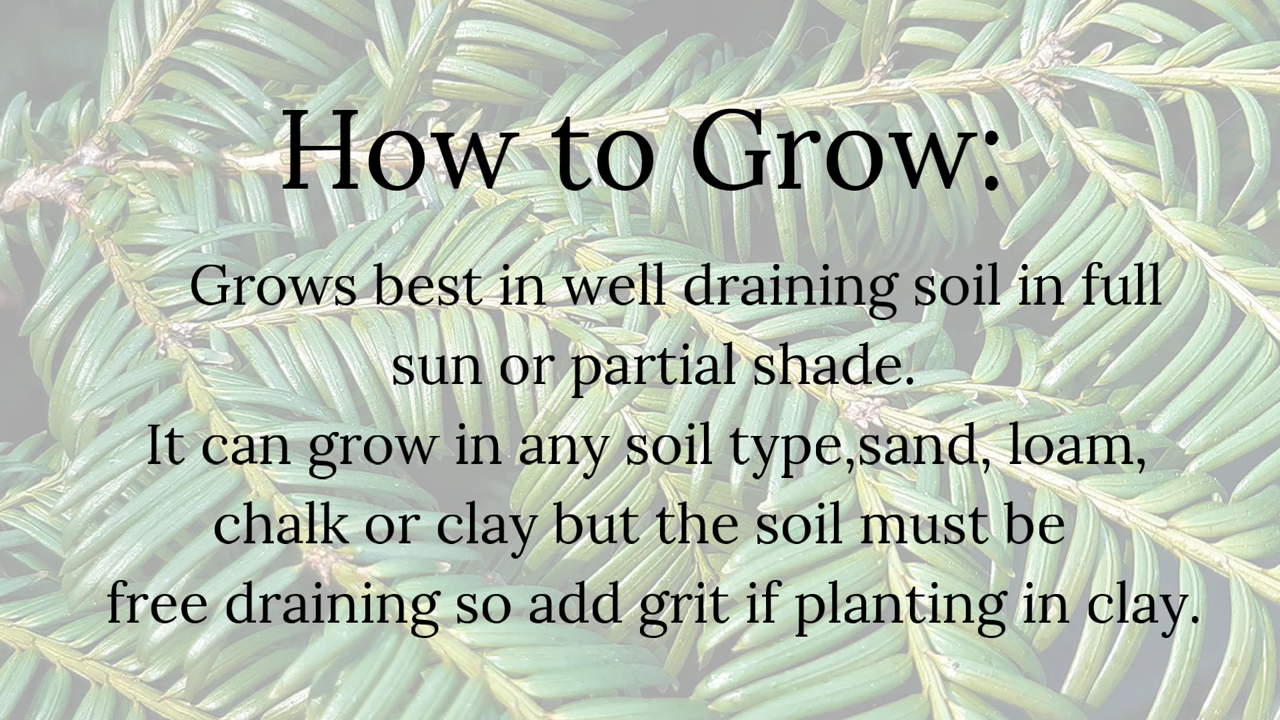 How to Grow:
Grows best in well draining soil in full
sun or partial shade.
It can grow in any soil type,sand, loam,
chalk or clay but the soil must be
free draining so add grit if planting in clay.